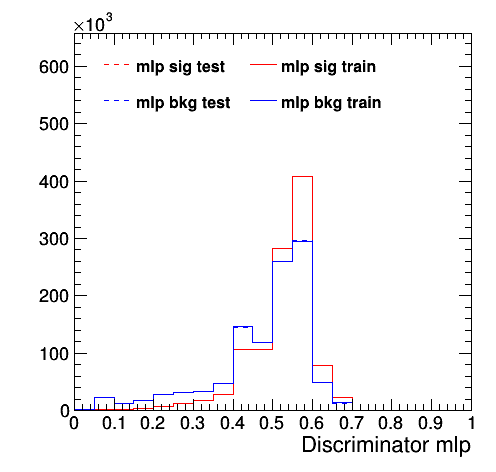 ×10³
mlp sig test mlp sig train
mlp bkg test mlp bkg train
600
500
400
300
200
100
0
0 0.1 0.2 0.3 0.4 0.5 0.6 0.7 0.8 0.9 1
Discriminator mlp